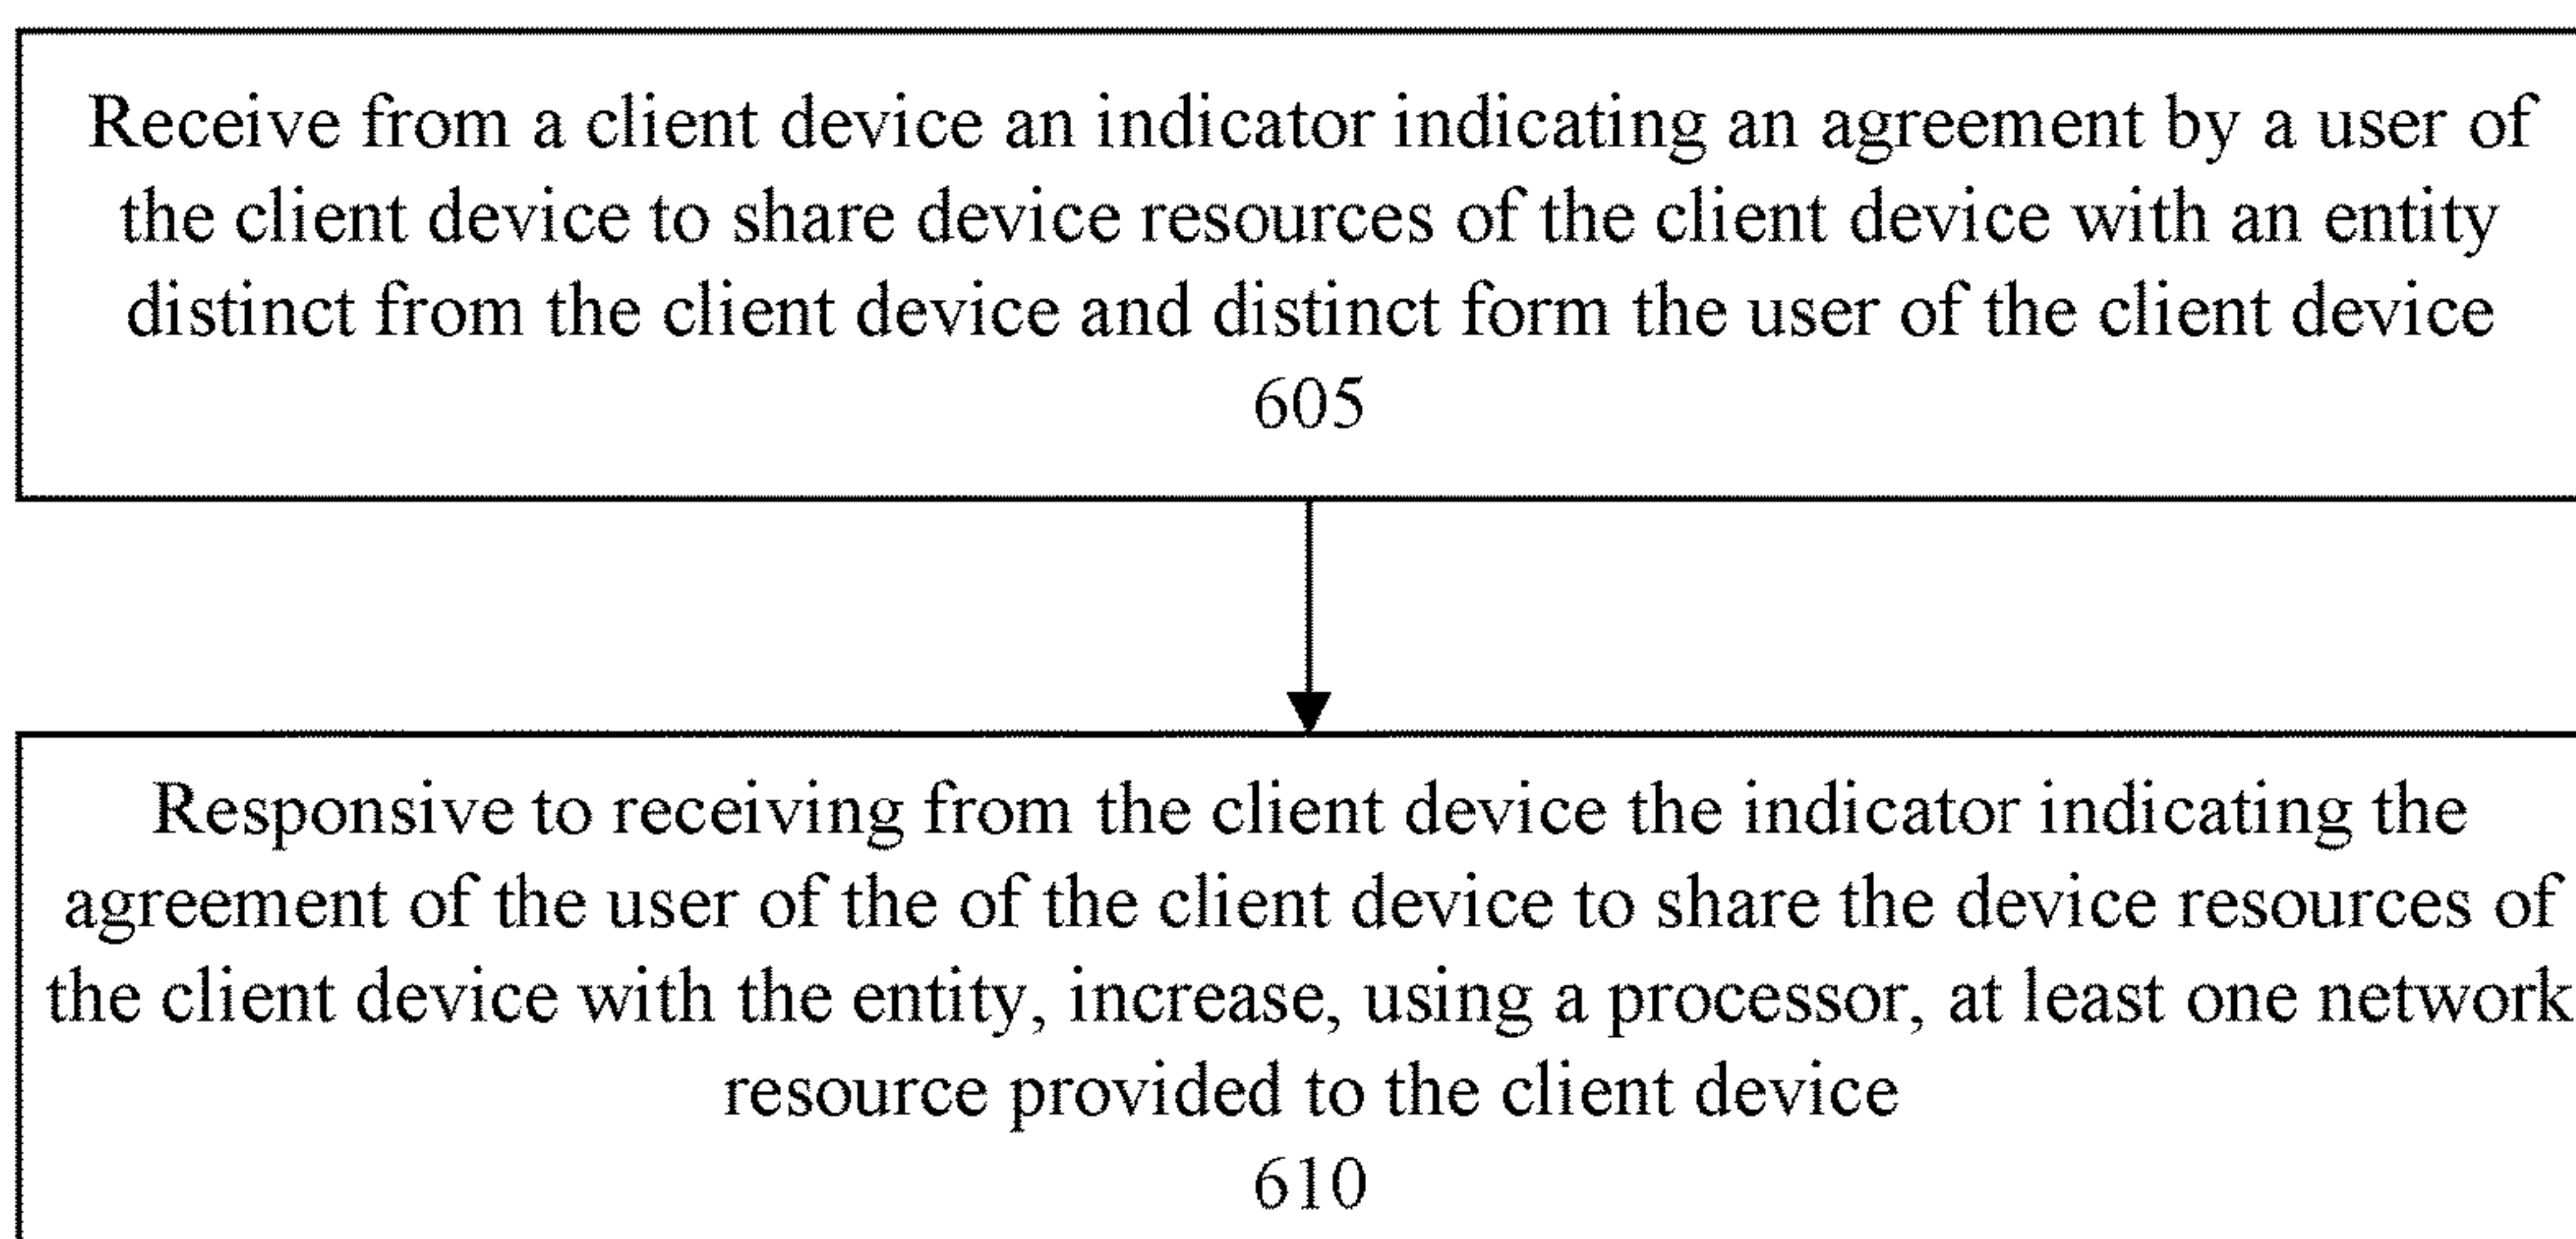 Receive from a client device an indicator indicating an agreement by a user of
the client device to share device resources of the client device with an entity
distinct from the client device and distinct form the user of the client device
605
Responsive to receiving from the client device the indicator indicating the
agreement of the user of the of the client device to share the device resources of
the client device with the entity, increase, using a processor, at least one network
resource provided to the client device
610